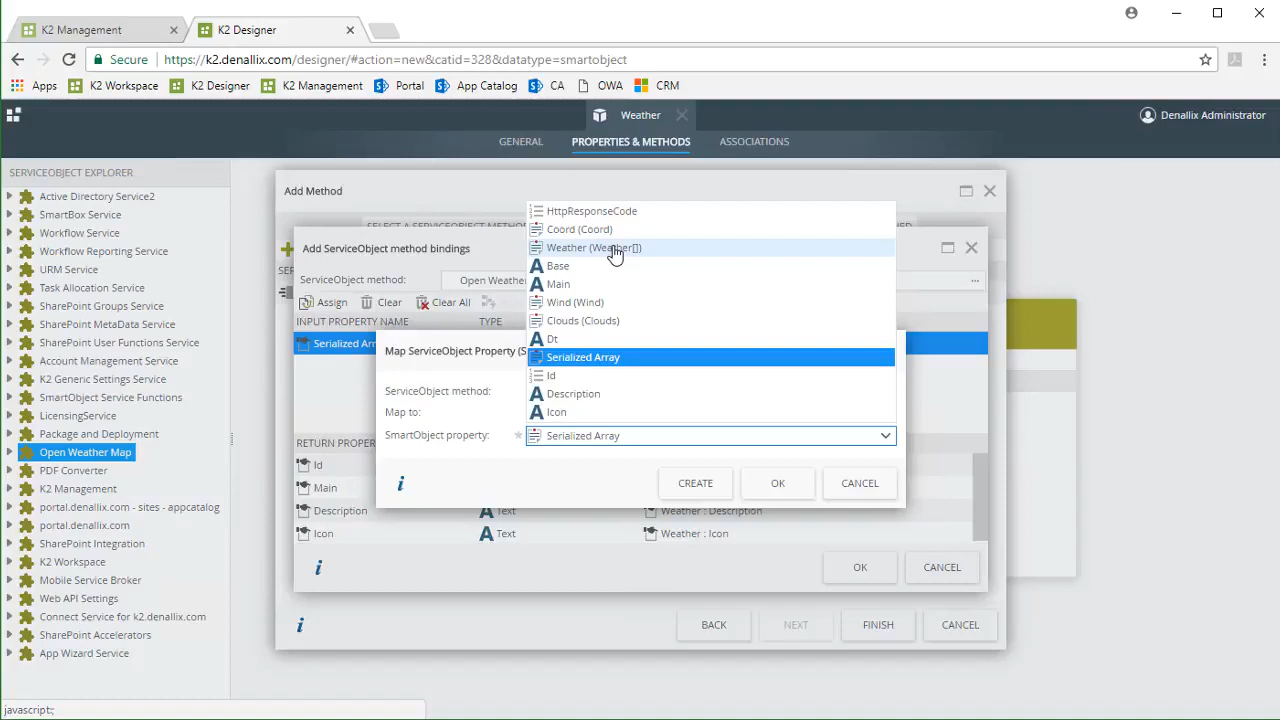 K2 Management
K2 Designer
Secure https://k2.denallix.com/designer/#action=new&catid=328&datatype=smartobject
Apps K2 Workspace K2 Designer K2 Management Portal App Catalog CA OWA CRM
Weather
Denallix Administrator
GENERAL PROPERTIES & METHODS ASSOCIATIONS
SERVICEOBJECT EXPLORER
Active Directory Service2
SmartBox Service
Workflow Service
Workflow Reporting Service
URM Service
Task Allocation Service
SharePoint Groups Service
SharePoint MetaData Service
SharePoint User Functions Service
Account Management Service
K2 Generic Settings Service
SmartObject Service Functions
LicensingService
Package and Deployment
Open Weather Map
PDF Converter
K2 Management
portal.denallix.com - sites - appcatalog
portal.denallix.com
SharePoint Integration
K2 Workspace
Mobile Service Broker
Web API Settings
Connect Service for k2.denallix.com
SharePoint Accelerators
App Wizard Service
Add Method
Add ServiceObject method bindings
ServiceObject method: Open Weather
Assign Clear Clear All
INPUT PROPERTY NAME TYPE
Serialized Arr
Map ServiceObject Property (S
ServiceObject method:
Map to:
SmartObject property: * Serialized Array
HttpResponseCode
Coord (Coord)
Weather (Weather[])
Base
Main
Wind (Wind)
Clouds (Clouds)
Dt
Serialized Array
Id
Description
Icon
CREATE OK CANCEL
RETURN PROPER
Id
Main
Description Text Weather : Description
Icon Text Weather : Icon
OK CANCEL
BACK NEXT FINISH CANCEL
javascript:;